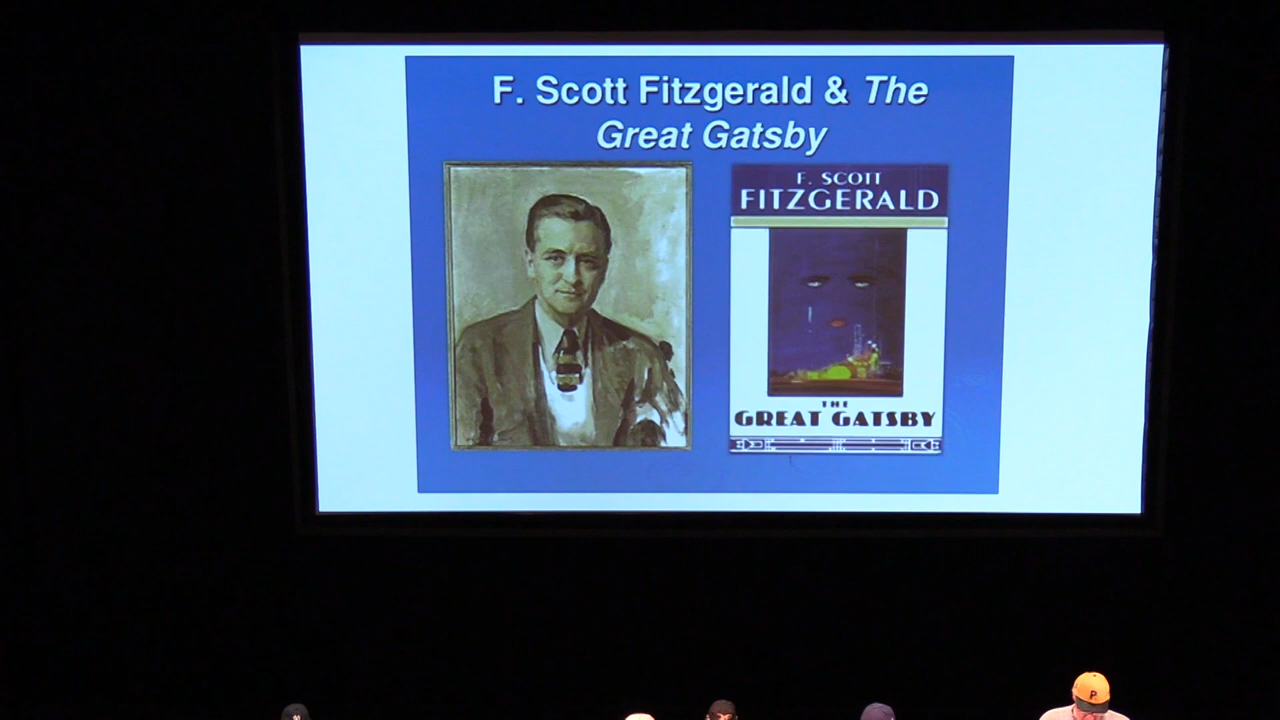 F. Scott Fitzgerald & The
Great Gatsby
F. SCOTT
FITZGERALD
THE
GREAT GATSBY
P